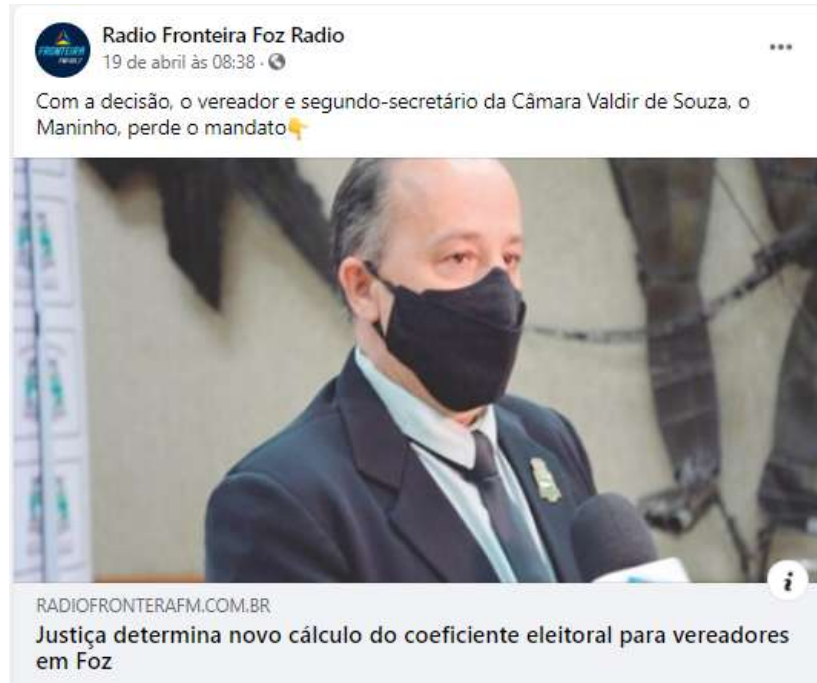 Radio Fronteira Foz Radio
19 de abril às 08:38 ·
Com a decisão, o vereador e segundo-secretário da Câmara Valdir de Souza, o
Maninho, perde o mandato👇
RADIOFRONTERAFM.COM.BR
Justiça determina novo cálculo do coeficiente eleitoral para vereadores
em Foz